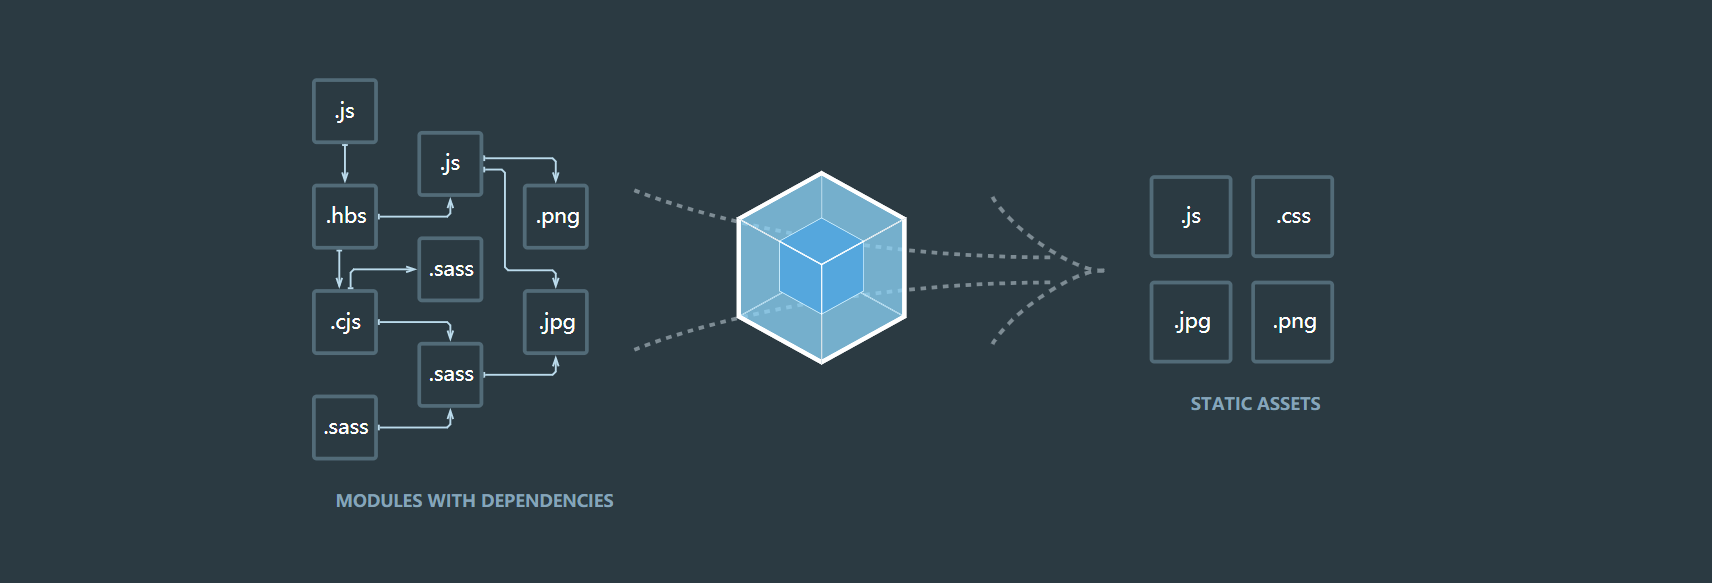 .js
.js
.hbs
.png
.sass
.cjs
.jpg
.sass
.sass
MODULES WITH DEPENDENCIES
.js
.css
.jpg
.png
STATIC ASSETS